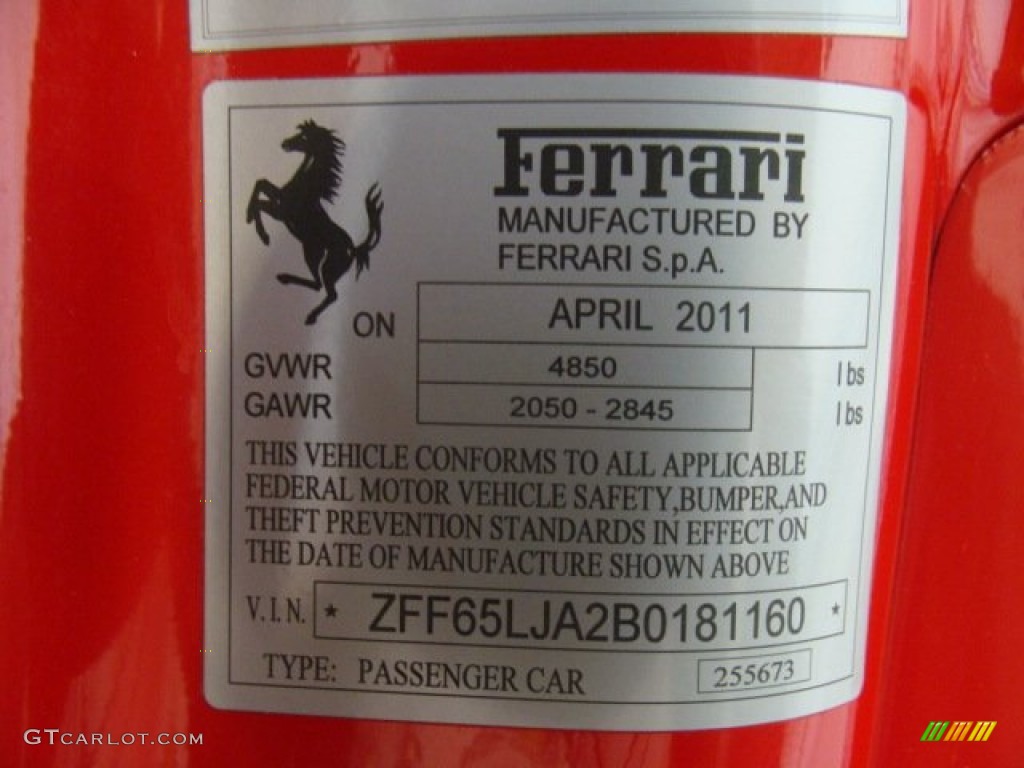 Ferrari
MANUFACTURED BY
FERRARI S.p.A.
ON APRIL 2011
GVWR 4850 lbs
GAWR 2050 - 2845 lbs
THIS VEHICLE CONFORMS TO ALL APPLICABLE
FEDERAL MOTOR VEHICLE SAFETY,BUMPER,AND
THEFT PREVENTION STANDARDS IN EFFECT ON
THE DATE OF MANUFACTURE SHOWN ABOVE
V.I.N. * ZFF65LJA2B0181160 *
TYPE: PASSENGER CAR 255673
GTCARLOT.COM